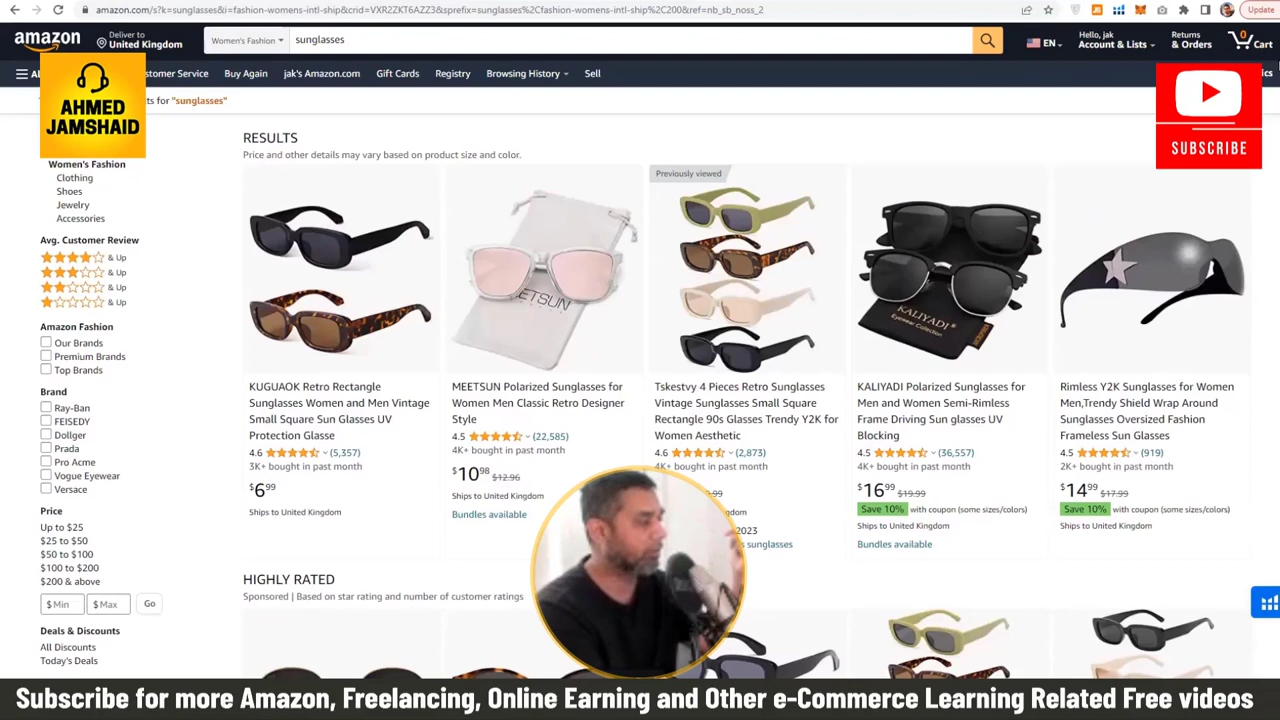 amazon.com/s?k=sunglasses&i=fashion-womens-intl-ship&crid=VXR2ZKT6AZZ3&sprefix=sunglasses%2Cfashion-womens-intl-ship%2C200&ref=nb_sb_noss_2
Update
amazon
Deliver to
United Kingdom
Women's Fashion
sunglasses
EN
Hello, jak
Account & Lists
Returns
& Orders
0
Cart
Customer Service
Buy Again
jak's Amazon.com
Gift Cards
Registry
Browsing History
Sell
for "sunglasses"
AHMED
JAMSHAID
SUBSCRIBE
Women's Fashion
Clothing
Shoes
Jewelry
Accessories
Avg. Customer Review
& Up
& Up
& Up
& Up
Amazon Fashion
Our Brands
Premium Brands
Top Brands
Brand
Ray-Ban
FEISEDY
Dollger
Prada
Pro Acme
Vogue Eyewear
Versace
Price
Up to $25
$25 to $50
$50 to $100
$100 to $200
$200 & above
$ Min
$ Max
Go
Deals & Discounts
All Discounts
Today's Deals
RESULTS
Price and other details may vary based on product size and color.
KUGUAOK Retro Rectangle
Sunglasses Women and Men Vintage
Small Square Sun Glasses UV
Protection Glasse
4.6 (5,357)
3K+ bought in past month
$6.99
Ships to United Kingdom
MEETSUN
MEETSUN Polarized Sunglasses for
Women Men Classic Retro Designer
Style
4.5 (22,585)
4K+ bought in past month
$10.98 $12.96
Ships to United Kingdom
Bundles available
Previously viewed
Tskestvy 4 Pieces Retro Sunglasses
Vintage Sunglasses Small Square
Rectangle 90s Glasses Trendy Y2K for
Women Aesthetic
4.6 (2,873)
4K+ bought in past month
2023
sunglasses
KALIYADI
Eyewear Collection
KALIYADI Polarized Sunglasses for
Men and Women Semi-Rimless
Frame Driving Sun glasses UV
Blocking
4.5 (36,557)
4K+ bought in past month
$16.99 $19.99
Save 10% with coupon (some sizes/colors)
Ships to United Kingdom
Bundles available
Rimless Y2K Sunglasses for Women
Men,Trendy Shield Wrap Around
Sunglasses Oversized Fashion
Frameless Sun Glasses
4.5 (919)
2K+ bought in past month
$14.99 $17.99
Save 10% with coupon (some sizes/colors)
Ships to United Kingdom
HIGHLY RATED
Sponsored | Based on star rating and number of customer ratings
Subscribe for more Amazon, Freelancing, Online Earning and Other e-Commerce Learning Related Free videos